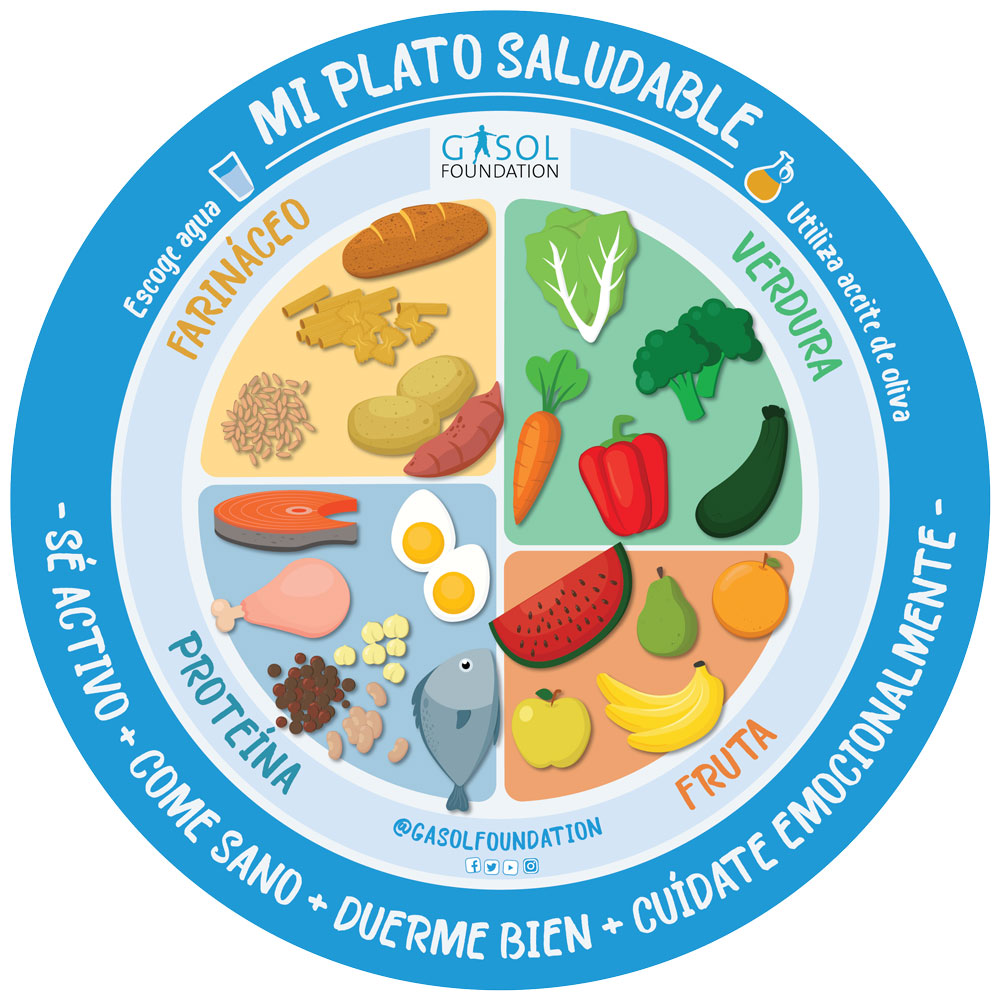 MI PLATO SALUDABLE
GASOL
FOUNDATION
Escoge agua
Utiliza aceite de oliva
FARINÁCEO
VERDURA
PROTEÍNA
FRUTA
@GASOLFOUNDATION
- SÉ ACTIVO + COME SANO + DUERME BIEN + CUÍDATE EMOCIONALMENTE -